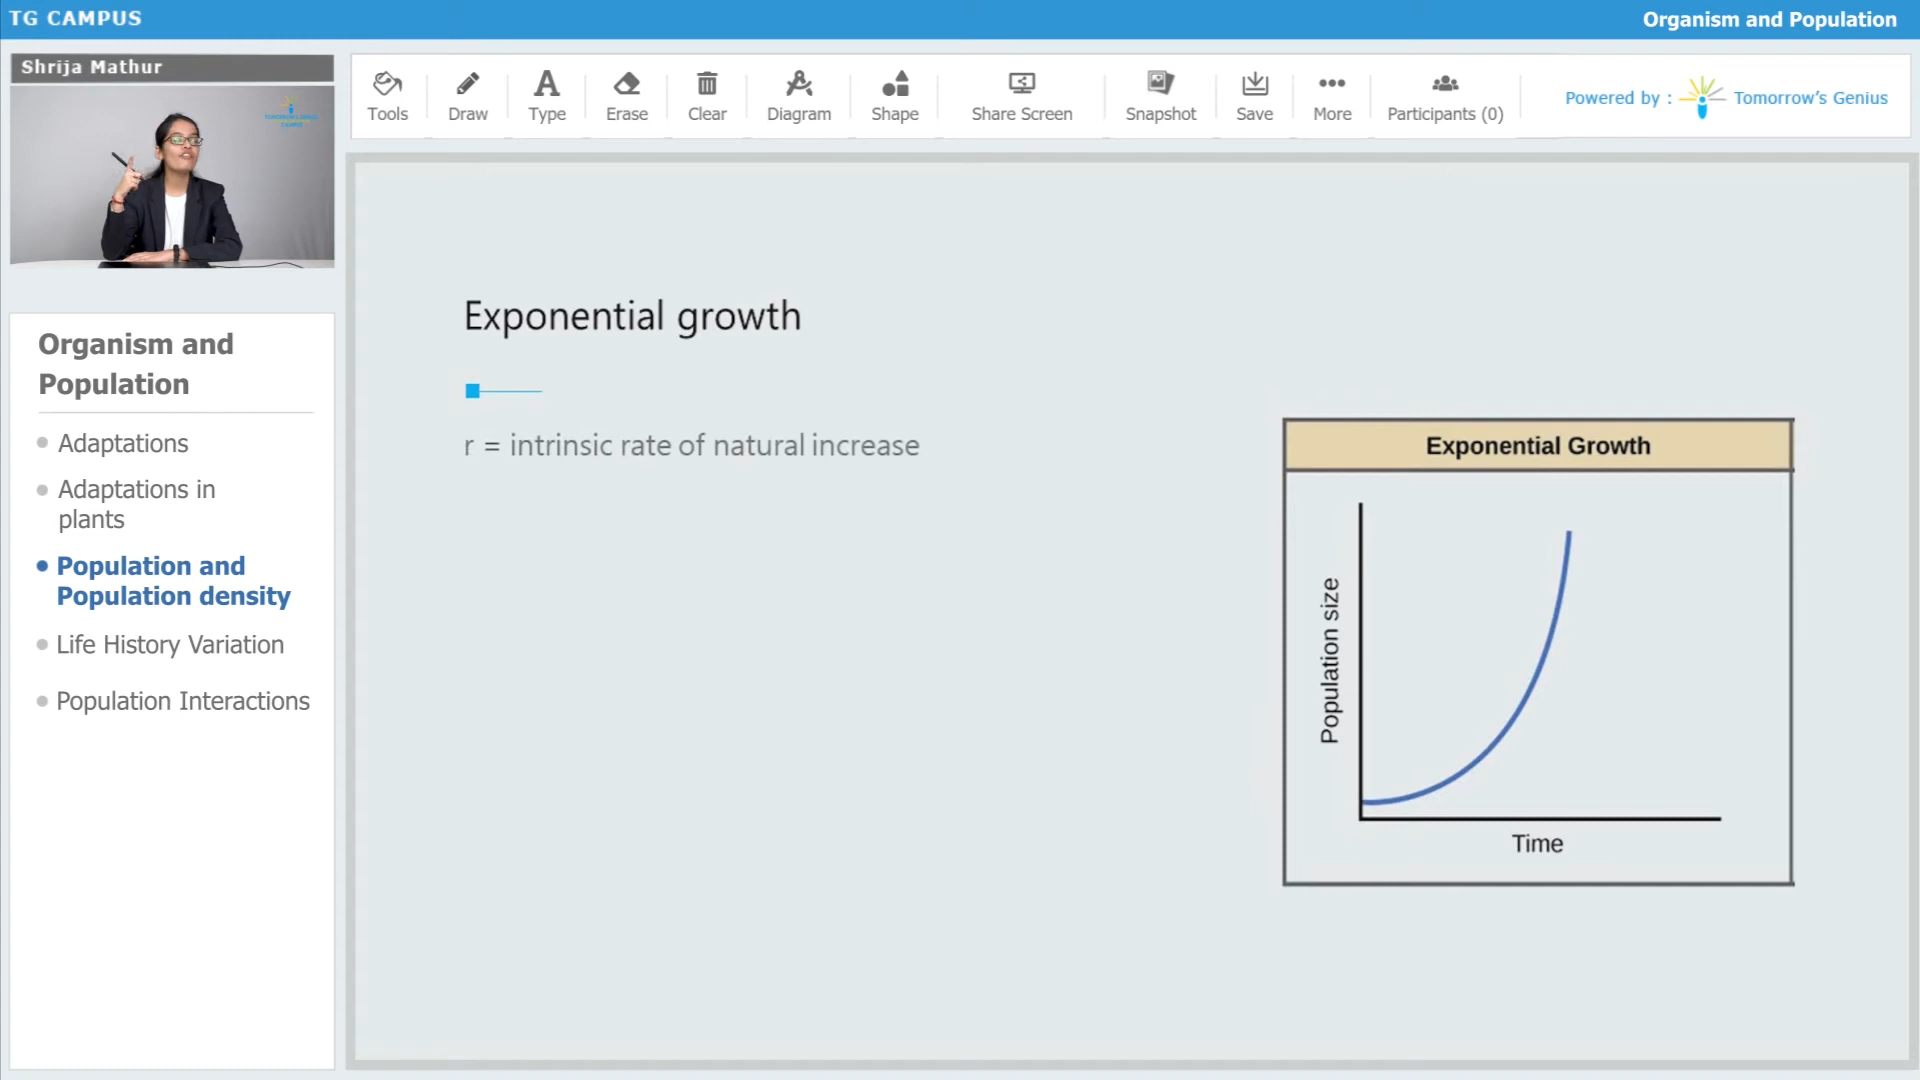 TG CAMPUS
Organism and Population
Shrija Mathur
Tools
Draw
Type
Erase
Clear
Diagram
Shape
Share Screen
Snapshot
Save
More
Participants (0)
Powered by :
Tomorrow's Genius
Organism and
Population
Adaptations
Adaptations in
plants
Population and
Population density
Life History Variation
Population Interactions
Exponential growth
r = intrinsic rate of natural increase
Exponential Growth
Population size
Time